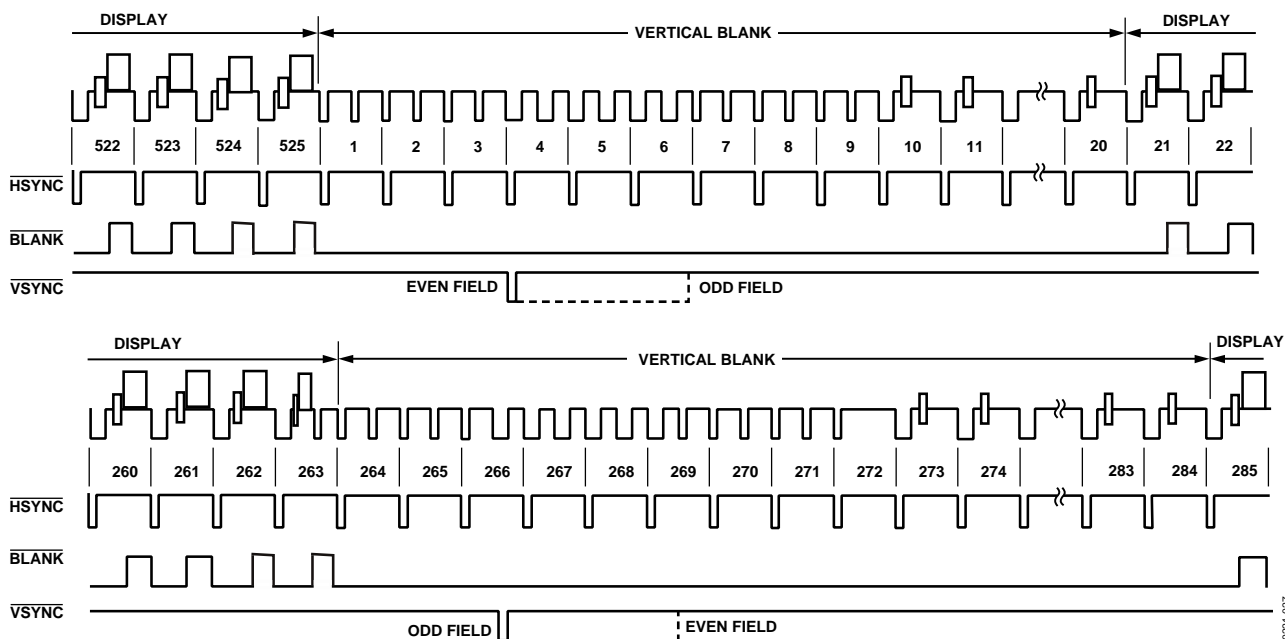 DISPLAY VERTICAL BLANK DISPLAY
522 523 524 525 1 2 3 4 5 6 7 8 9 10 11 20 21 22
HSYNC
BLANK
VSYNC
EVEN FIELD ODD FIELD
DISPLAY VERTICAL BLANK DISPLAY
260 261 262 263 264 265 266 267 268 269 270 271 272 273 274 283 284 285
HSYNC
BLANK
VSYNC
ODD FIELD EVEN FIELD